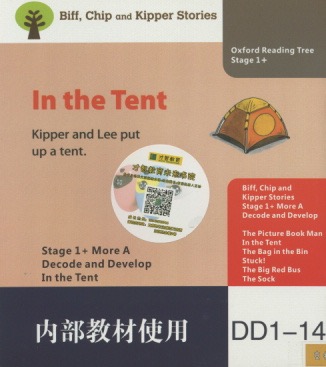 Biff, Chip and Kipper Stories
Oxford Reading Tree
Stage 1+
In the Tent
Kipper and Lee put
up a tent.
Biff, Chip and
Kipper Stories
Stage 1+ More A
Decode and Develop
The Picture Book Man
In the Tent
The Bag in the Bin
Stuck!
The Big Red Bus
The Sock
Stage 1+ More A
Decode and Develop
In the Tent
内部教材使用
DD1-14